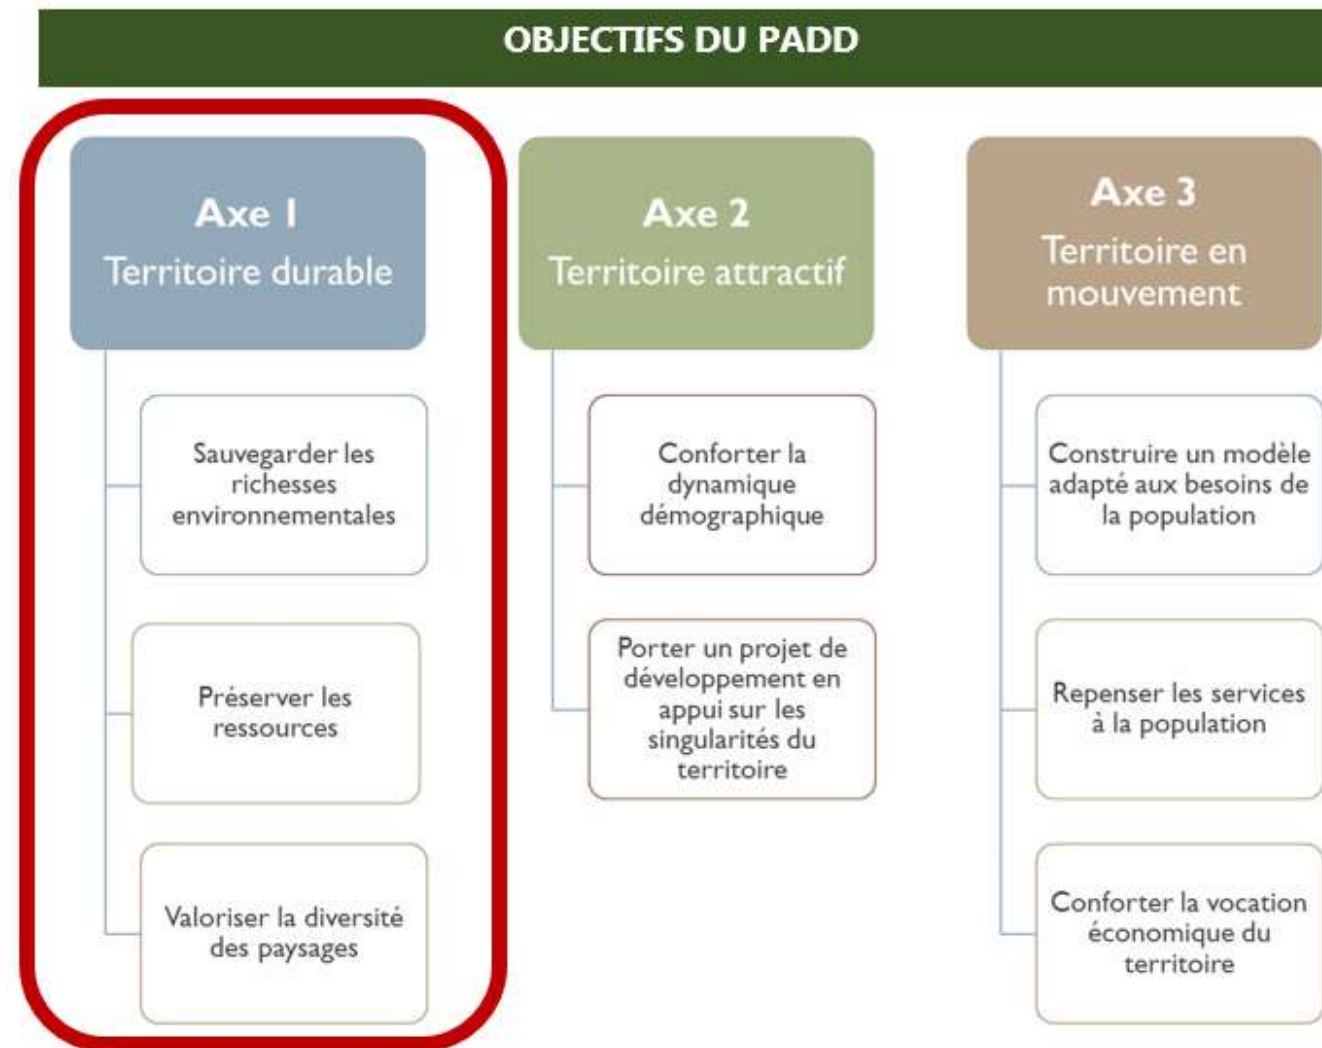 OBJECTIFS DU PADD
Axe 1
Territoire durable
Sauvegarder les
richesses
environnementales
Préserver les
ressources
Valoriser la diversité
des paysages
Axe 2
Territoire attractif
Conforter la
dynamique
démographique
Porter un projet de
développement en
appui sur les
singularités du
territoire
Axe 3
Territoire en
mouvement
Construire un modèle
adapté aux besoins de
la population
Repenser les services
à la population
Conforter la vocation
économique du
territoire